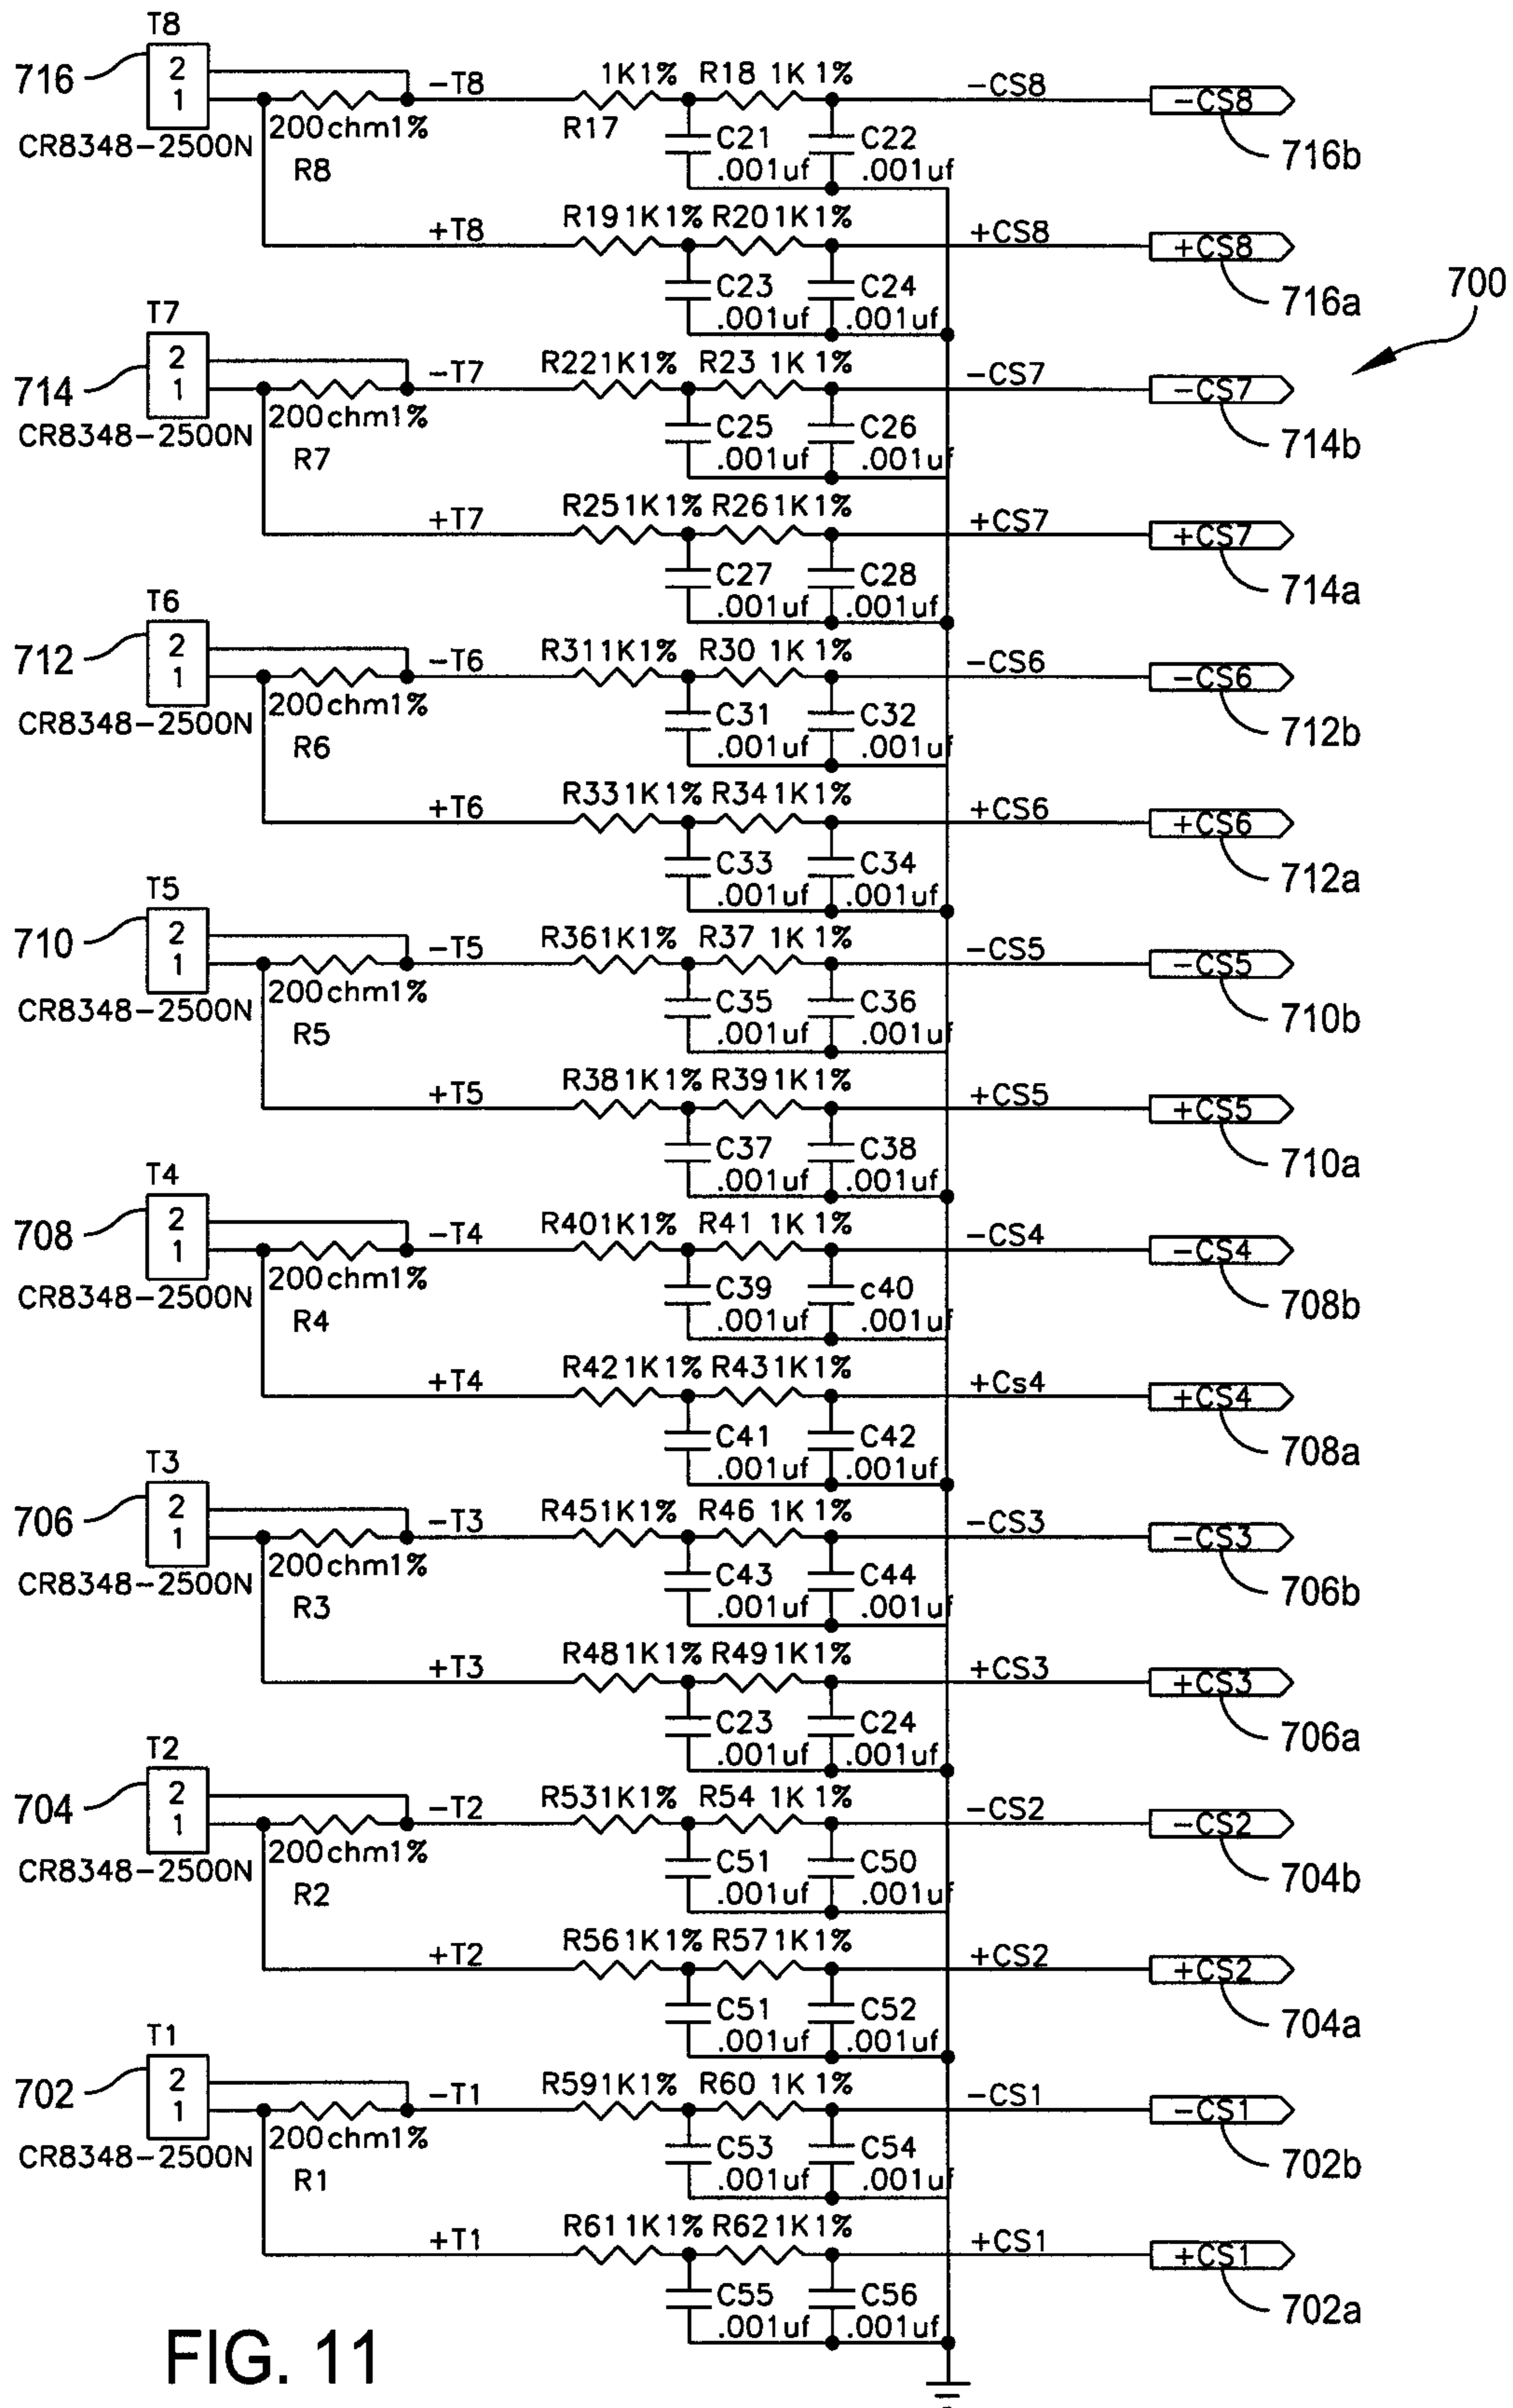 T8
716
2
1
-T8
1K1% R18 1K 1%
-CS8
-CS8
200chm1%
R17
CR8348-2500N
R8
C21
C22
.001uf
.001uf
716b
+T8
R191K1% R201K1%
+CS8
+CS8
C23
C24
.001uf
.001uf
716a
700
T7
714
2
1
-T7
R221K1% R23 1K 1%
-CS7
-CS7
200chm1%
CR8348-2500N
R7
C25
C26
.001uf
.001uf
714b
+T7
R251K1% R261K1%
+CS7
+CS7
C27
C28
.001uf
.001uf
714a
T6
712
2
1
-T6
R311K1% R30 1K 1%
-CS6
-CS6
200chm1%
CR8348-2500N
R6
C31
C32
.001uf
.001uf
712b
+T6
R331K1% R341K1%
+CS6
+CS6
C33
C34
.001uf
.001uf
712a
T5
710
2
1
-T5
R361K1% R37 1K 1%
-CS5
-CS5
200chm1%
CR8348-2500N
R5
C35
C36
.001uf
.001uf
710b
+T5
R381K1% R391K1%
+CS5
+CS5
C37
C38
.001uf
.001uf
710a
T4
708
2
1
-T4
R401K1% R41 1K 1%
-CS4
-CS4
200chm1%
CR8348-2500N
R4
C39
c40
.001uf
.001uf
708b
+T4
R421K1% R431K1%
+Cs4
+CS4
C41
C42
.001uf
.001uf
708a
T3
706
2
1
-T3
R451K1% R46 1K 1%
-CS3
-CS3
200chm1%
CR8348-2500N
R3
C43
C44
.001uf
.001uf
706b
+T3
R481K1% R491K1%
+CS3
+CS3
C23
C24
.001uf
.001uf
706a
T2
704
2
1
-T2
R531K1% R54 1K 1%
-CS2
-CS2
200chm1%
CR8348-2500N
R2
C51
C50
.001uf
.001uf
704b
+T2
R561K1% R571K1%
+CS2
+CS2
C51
C52
.001uf
.001uf
704a
T1
702
2
1
-T1
R591K1% R60 1K 1%
-CS1
-CS1
200chm1%
CR8348-2500N
R1
C53
C54
.001uf
.001uf
702b
+T1
R611K1% R621K1%
+CS1
+CS1
C55
C56
.001uf
.001uf
702a
FIG. 11